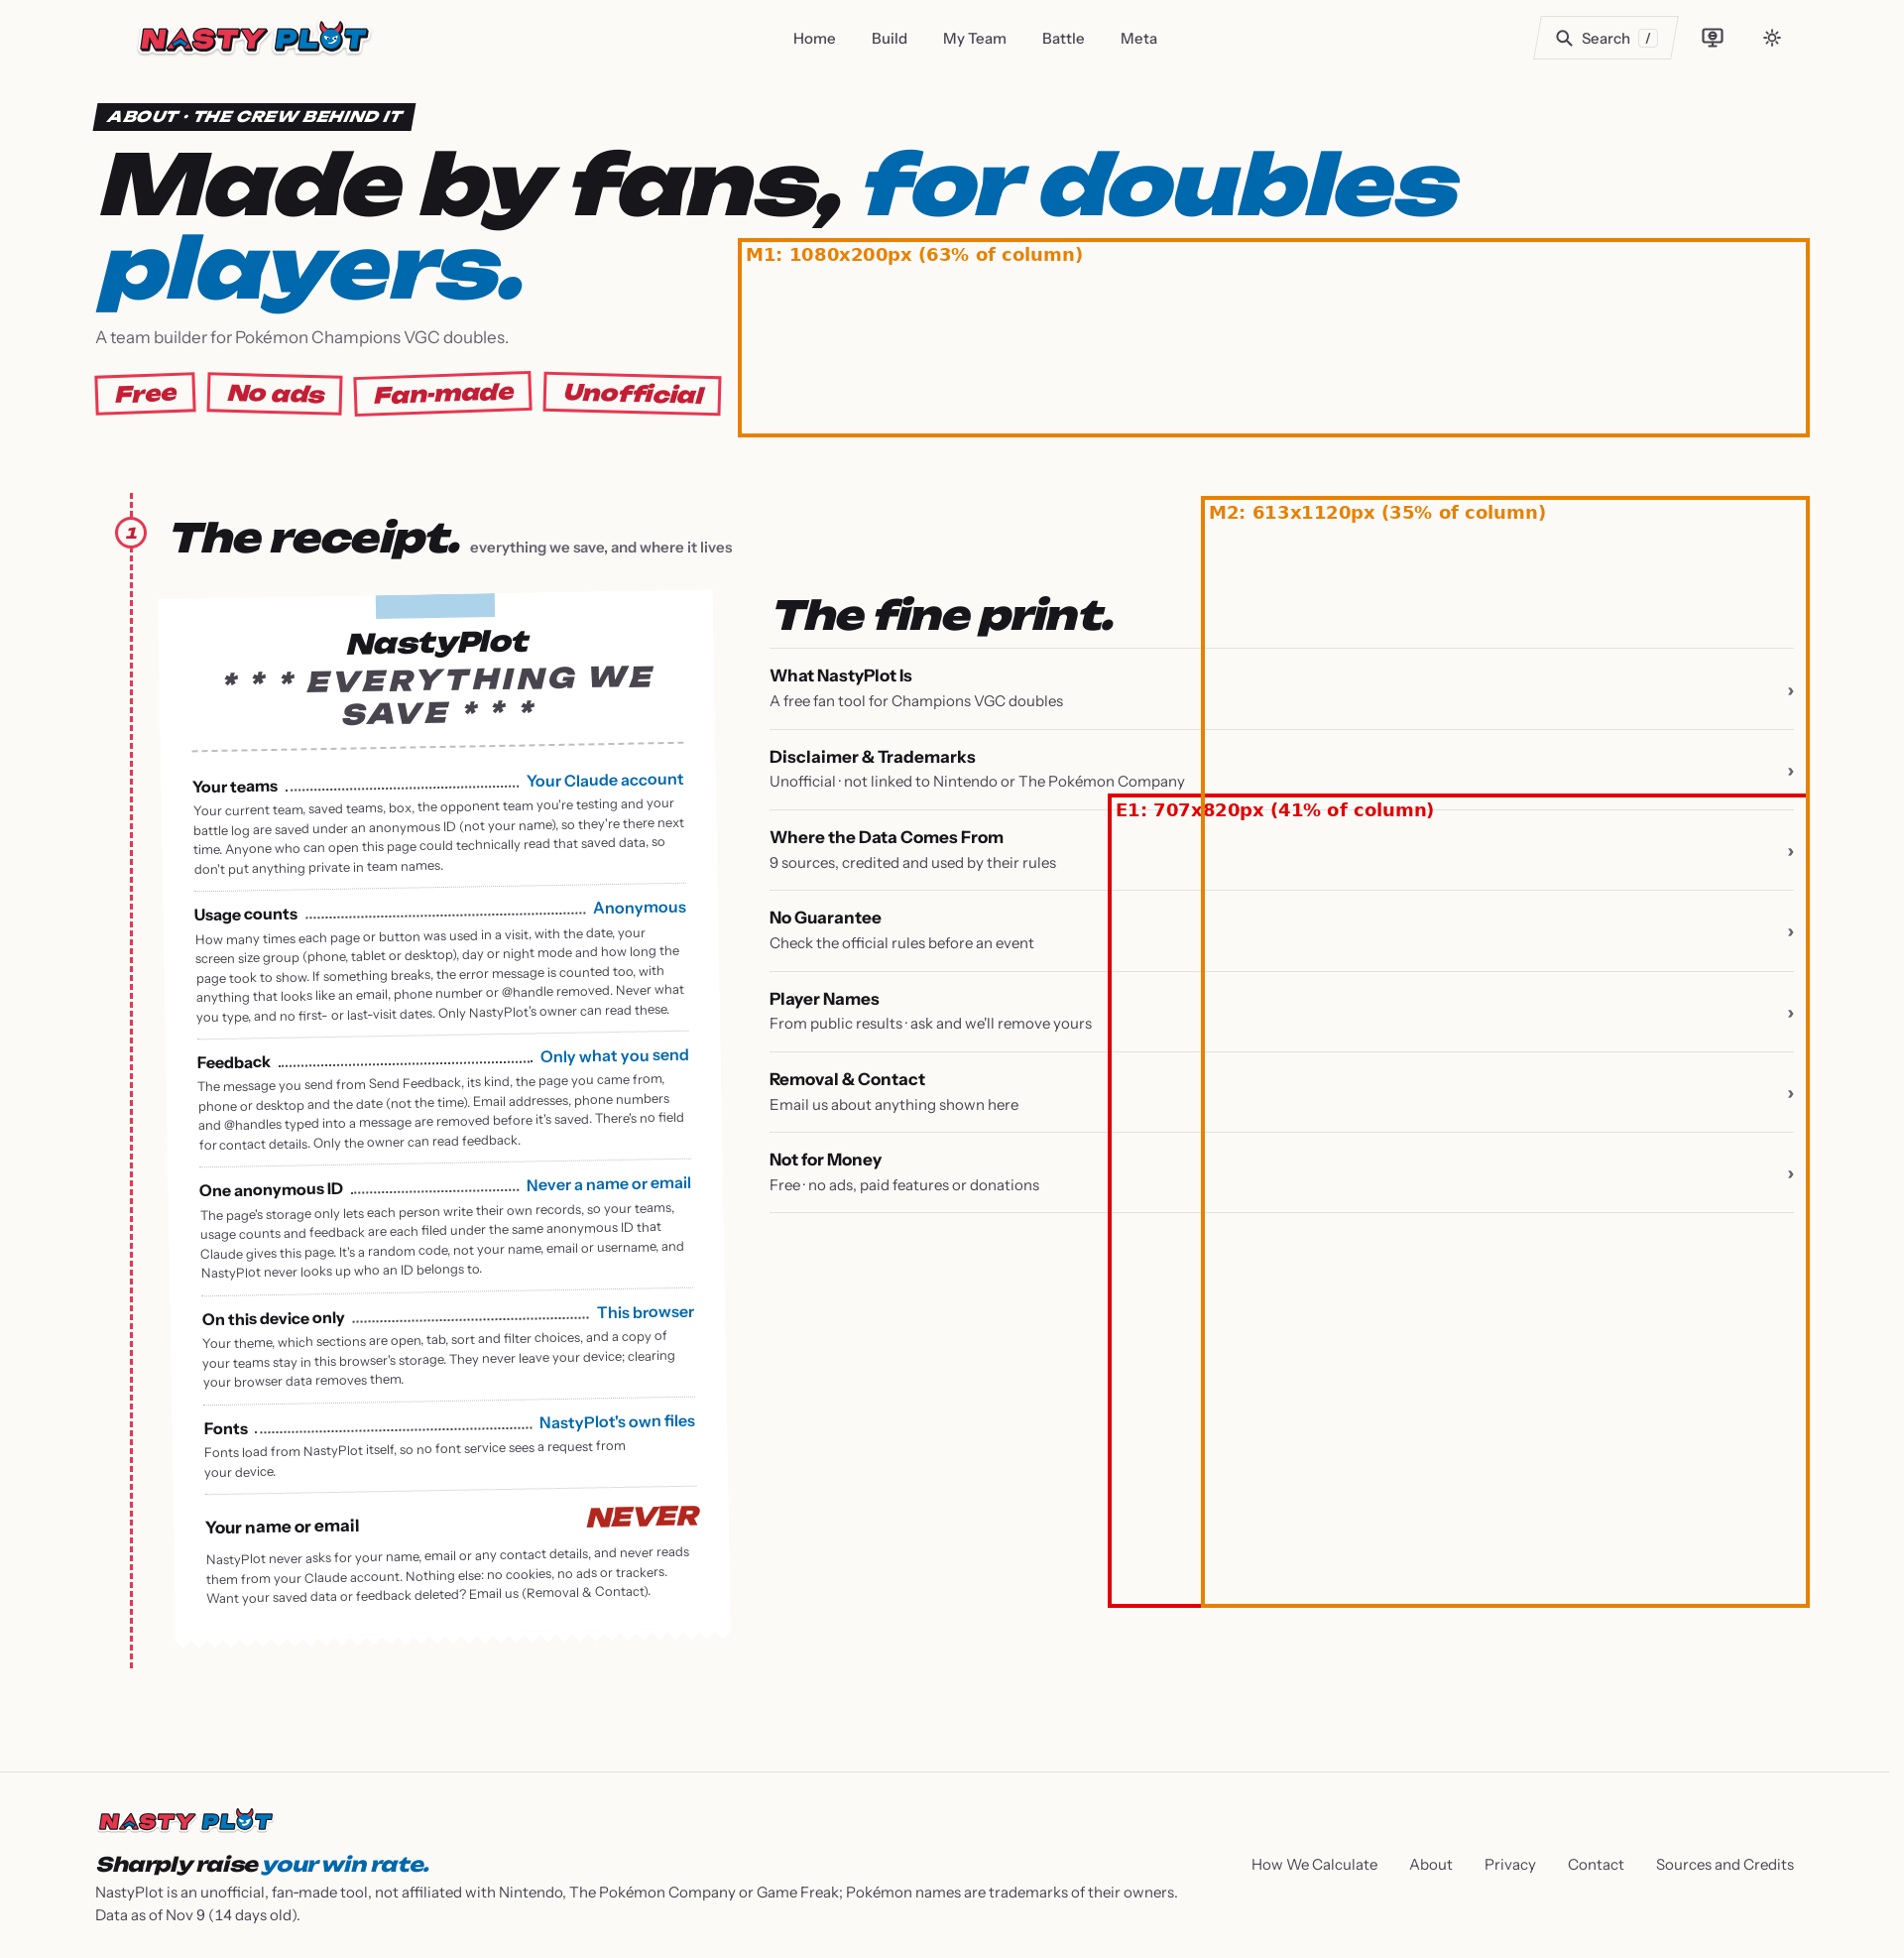 NASTY PLOT
Home
Build
My Team
Battle
Meta
Search /
ABOUT · THE CREW BEHIND IT
Made by fans, for doubles
players.
A team builder for Pokémon Champions VGC doubles.
Free
No ads
Fan-made
Unofficial
M1: 1080x200px (63% of column)
M2: 613x1120px (35% of column)
1
The receipt. everything we save, and where it lives
NastyPlot
* * * EVERYTHING WE
SAVE * * *
Your teams Your Claude account
Your current team, saved teams, box, the opponent team you're testing and your
battle log are saved under an anonymous ID (not your name), so they're there next
time. Anyone who can open this page could technically read that saved data, so
don't put anything private in team names.
Usage counts Anonymous
How many times each page or button was used in a visit, with the date, your
screen size group (phone, tablet or desktop), day or night mode and how long the
page took to show. If something breaks, the error message is counted too, with
anything that looks like an email, phone number or @handle removed. Never what
you type, and no first- or last-visit dates. Only NastyPlot's owner can read these.
Feedback Only what you send
The message you send from Send Feedback, its kind, the page you came from,
phone or desktop and the date (not the time). Email addresses, phone numbers
and @handles typed into a message are removed before it's saved. There's no field
for contact details. Only the owner can read feedback.
One anonymous ID Never a name or email
The page's storage only lets each person write their own records, so your teams,
usage counts and feedback are each filed under the same anonymous ID that
Claude gives this page. It's a random code, not your name, email or username, and
NastyPlot never looks up who an ID belongs to.
On this device only This browser
Your theme, which sections are open, tab, sort and filter choices, and a copy of
your teams stay in this browser's storage. They never leave your device; clearing
your browser data removes them.
Fonts NastyPlot's own files
Fonts load from NastyPlot itself, so no font service sees a request from
your device.
Your name or email NEVER
NastyPlot never asks for your name, email or any contact details, and never reads
them from your Claude account. Nothing else: no cookies, no ads or trackers.
Want your saved data or feedback deleted? Email us (Removal & Contact).
The fine print.
What NastyPlot Is
A free fan tool for Champions VGC doubles
›
Disclaimer & Trademarks
Unofficial · not linked to Nintendo or The Pokémon Company
›
E1: 707x820px (41% of column)
Where the Data Comes From
9 sources, credited and used by their rules
›
No Guarantee
Check the official rules before an event
›
Player Names
From public results · ask and we'll remove yours
›
Removal & Contact
Email us about anything shown here
›
Not for Money
Free · no ads, paid features or donations
›
NASTY PLOT
Sharply raise your win rate.
NastyPlot is an unofficial, fan-made tool, not affiliated with Nintendo, The Pokémon Company or Game Freak; Pokémon names are trademarks of their owners.
Data as of Nov 9 (14 days old).
How We Calculate
About
Privacy
Contact
Sources and Credits